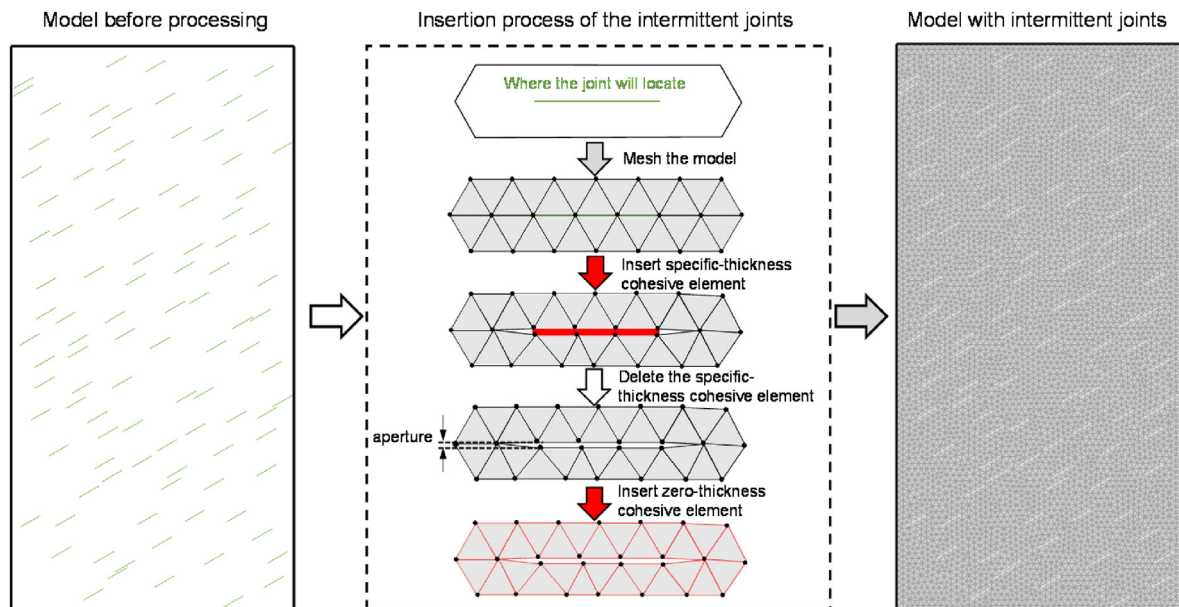 Model before processing
Insertion process of the intermittent joints
Model with intermittent joints
Where the joint will locate
Mesh the model
Insert specific-thickness
cohesive element
Delete the specific-
thickness cohesive element
aperture
Insert zero-thickness
cohesive element